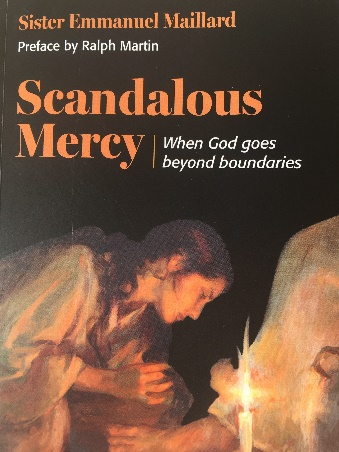 Sister Emmanuel Maillard
Preface by Ralph Martin
Scandalous
Mercy
When God goes
beyond boundaries